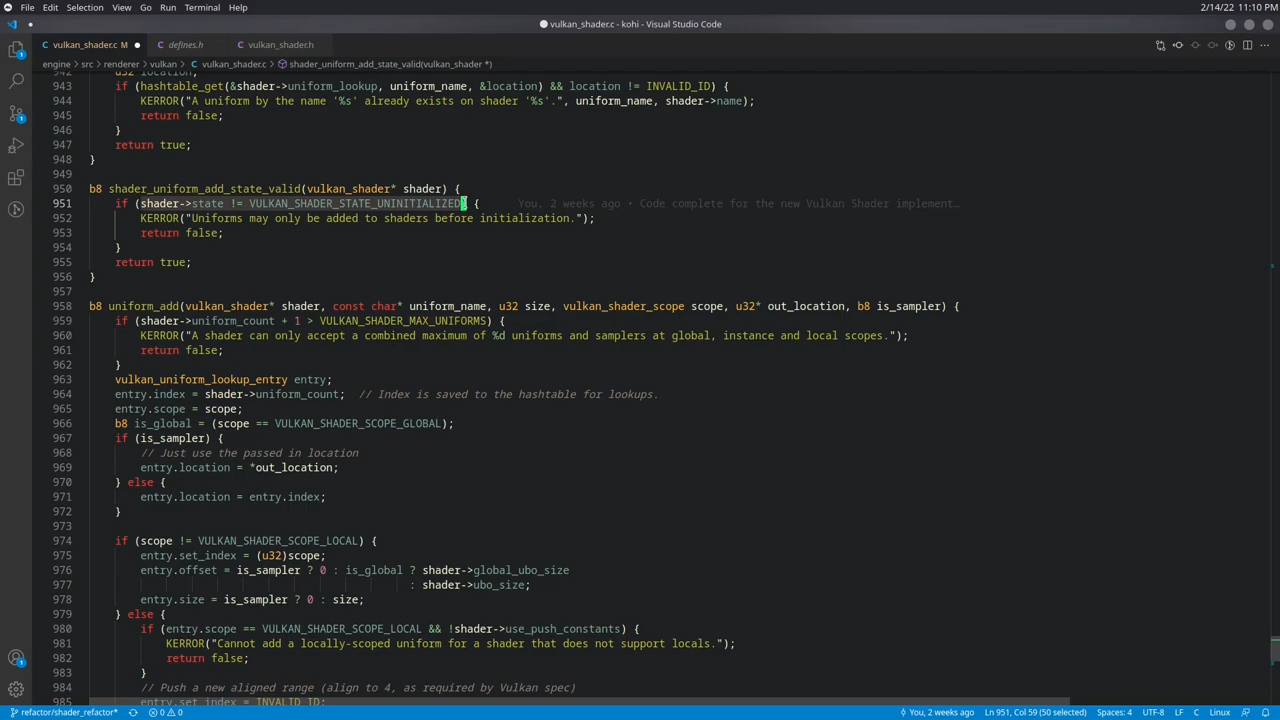 File Edit Selection View Go Run Terminal Help
2/14/22 11:10 PM
vulkan_shader.c - kohi - Visual Studio Code
vulkan_shader.c M
defines.h
vulkan_shader.h
engine > src > renderer > vulkan > vulkan_shader.c > shader_uniform_add_state_valid(vulkan_shader *)
942 u32 location;
943 if (hashtable_get(&shader->uniform_lookup, uniform_name, &location) && location != INVALID_ID) {
944 KERROR("A uniform by the name '%s' already exists on shader '%s'.", uniform_name, shader->name);
945 return false;
946 }
947 return true;
948 }
949
950 b8 shader_uniform_add_state_valid(vulkan_shader* shader) {
951 if (shader->state != VULKAN_SHADER_STATE_UNINITIALIZED) { You, 2 weeks ago • Code complete for the new Vulkan Shader implement…
952 KERROR("Uniforms may only be added to shaders before initialization.");
953 return false;
954 }
955 return true;
956 }
957
958 b8 uniform_add(vulkan_shader* shader, const char* uniform_name, u32 size, vulkan_shader_scope scope, u32* out_location, b8 is_sampler) {
959 if (shader->uniform_count + 1 > VULKAN_SHADER_MAX_UNIFORMS) {
960 KERROR("A shader can only accept a combined maximum of %d uniforms and samplers at global, instance and local scopes.");
961 return false;
962 }
963 vulkan_uniform_lookup_entry entry;
964 entry.index = shader->uniform_count; // Index is saved to the hashtable for lookups.
965 entry.scope = scope;
966 b8 is_global = (scope == VULKAN_SHADER_SCOPE_GLOBAL);
967 if (is_sampler) {
968 // Just use the passed in location
969 entry.location = *out_location;
970 } else {
971 entry.location = entry.index;
972 }
973
974 if (scope != VULKAN_SHADER_SCOPE_LOCAL) {
975 entry.set_index = (u32)scope;
976 entry.offset = is_sampler ? 0 : is_global ? shader->global_ubo_size
977 : shader->ubo_size;
978 entry.size = is_sampler ? 0 : size;
979 } else {
980 if (entry.scope == VULKAN_SHADER_SCOPE_LOCAL && !shader->use_push_constants) {
981 KERROR("Cannot add a locally-scoped uniform for a shader that does not support locals.");
982 return false;
983 }
984 // Push a new aligned range (align to 4, as required by Vulkan spec)
985 entry.set_index = INVALID_ID;
refactor/shader_refactor* 0 0 You, 2 weeks ago Ln 951, Col 59 (50 selected) Spaces: 4 UTF-8 LF C Linux